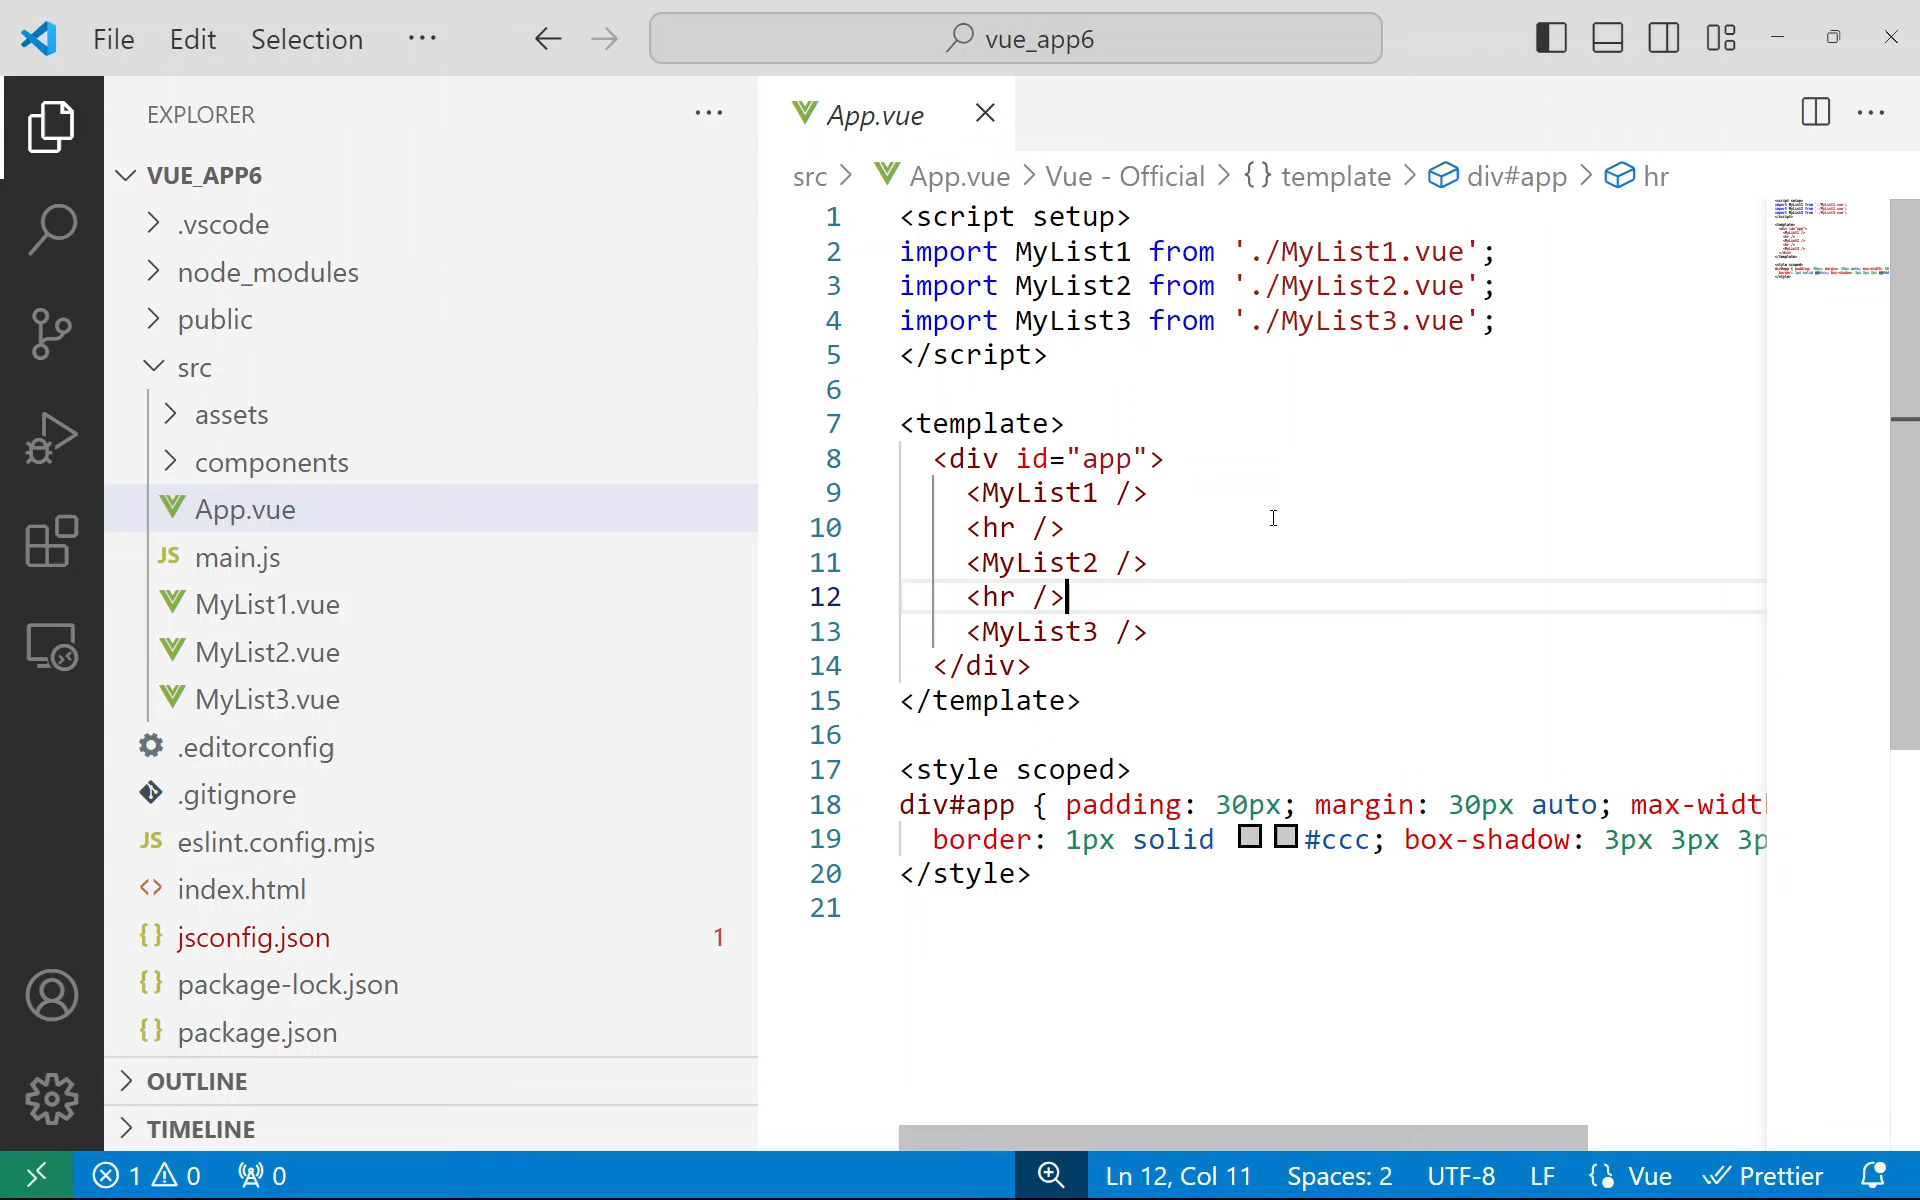 File Edit Selection ··· vue_app6
EXPLORER
VUE_APP6
.vscode
node_modules
public
src
assets
components
App.vue
JS main.js
MyList1.vue
MyList2.vue
MyList3.vue
.editorconfig
.gitignore
JS eslint.config.mjs
<> index.html
{} jsconfig.json 1
{} package-lock.json
{} package.json
OUTLINE
TIMELINE
App.vue
src > App.vue > Vue - Official > {} template > div#app > hr
1 <script setup>
2 import MyList1 from './MyList1.vue';
3 import MyList2 from './MyList2.vue';
4 import MyList3 from './MyList3.vue';
5 </script>
6
7 <template>
8 <div id="app">
9 <MyList1 />
10 <hr />
11 <MyList2 />
12 <hr />
13 <MyList3 />
14 </div>
15 </template>
16
17 <style scoped>
18 div#app { padding: 30px; margin: 30px auto; max-width
19 border: 1px solid #ccc; box-shadow: 3px 3px 3p
20 </style>
21
1 0 0 Ln 12, Col 11 Spaces: 2 UTF-8 LF {} Vue Prettier